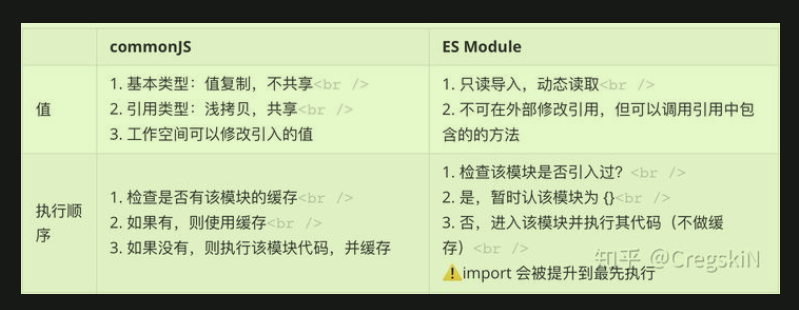 commonJS
ES Module
值
1. 基本类型：值复制，不共享<br />
2. 引用类型：浅拷贝，共享<br />
3. 工作空间可以修改引入的值
1. 只读导入，动态读取<br />
2. 不可在外部修改引用，但可以调用引用中包
含的的方法
执行顺
序
1. 检查是否有该模块的缓存<br />
2. 如果有，则使用缓存<br />
3. 如果没有，则执行该模块代码，并缓存
1. 检查该模块是否引入过？<br />
2. 是，暂时认该模块为 {}<br />
3. 否，进入该模块并执行其代码（不做缓
存）<br />
⚠️import 会被提升到最先执行
知乎 @CregskiN